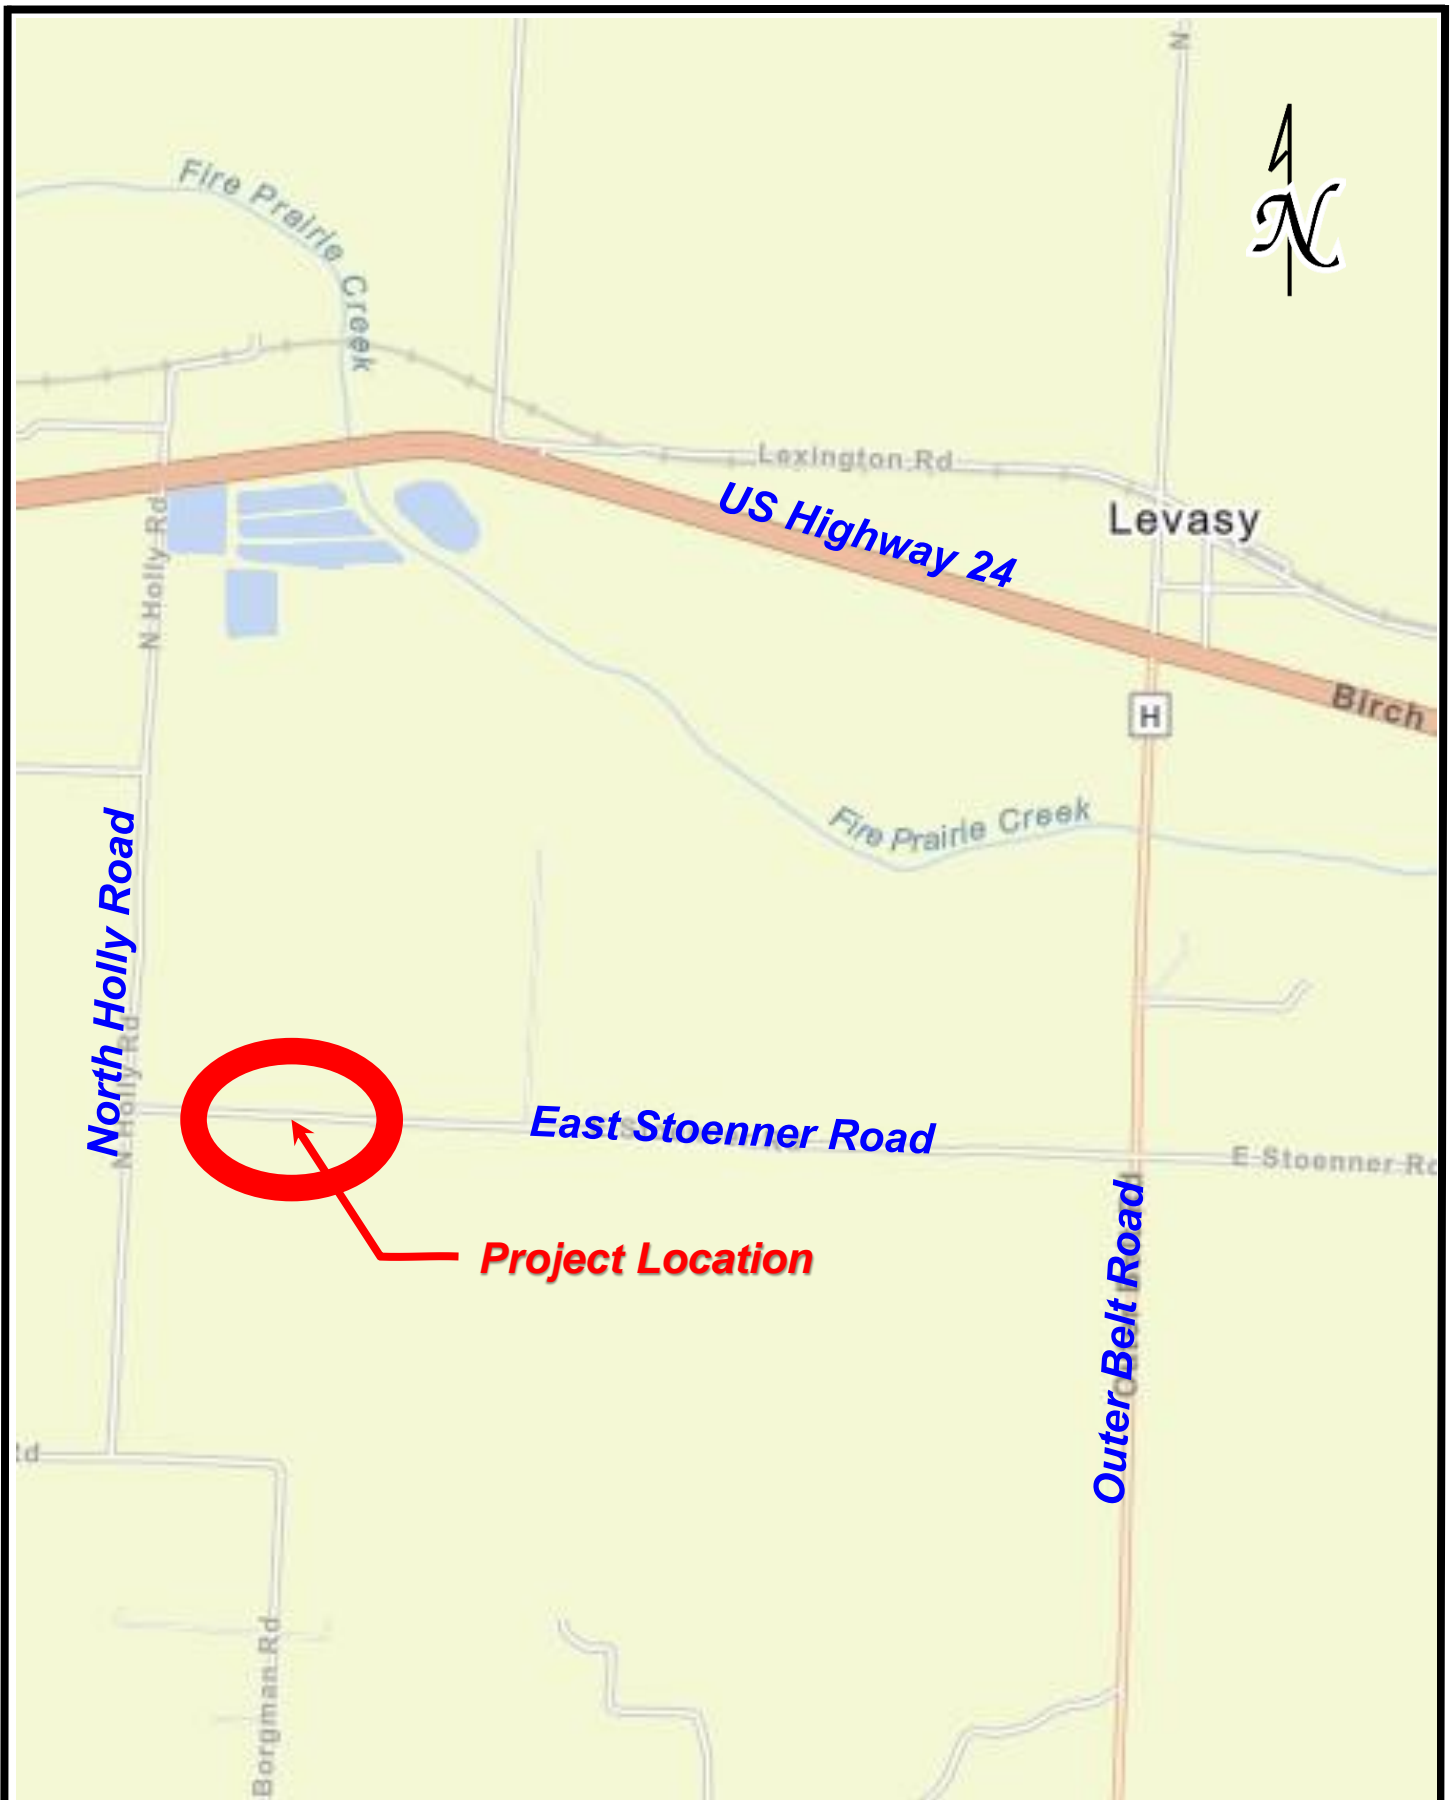 N
N
Fire Prairie Creek
Lexington Rd
US Highway 24
Levasy
N Holly Rd
Birch
H
Fire Prairie Creek
North Holly Road
N Holly Rd
East Stoenner Road
E Stoenner Rd
Project Location
Outer Belt Road
Rd
Borgman Rd